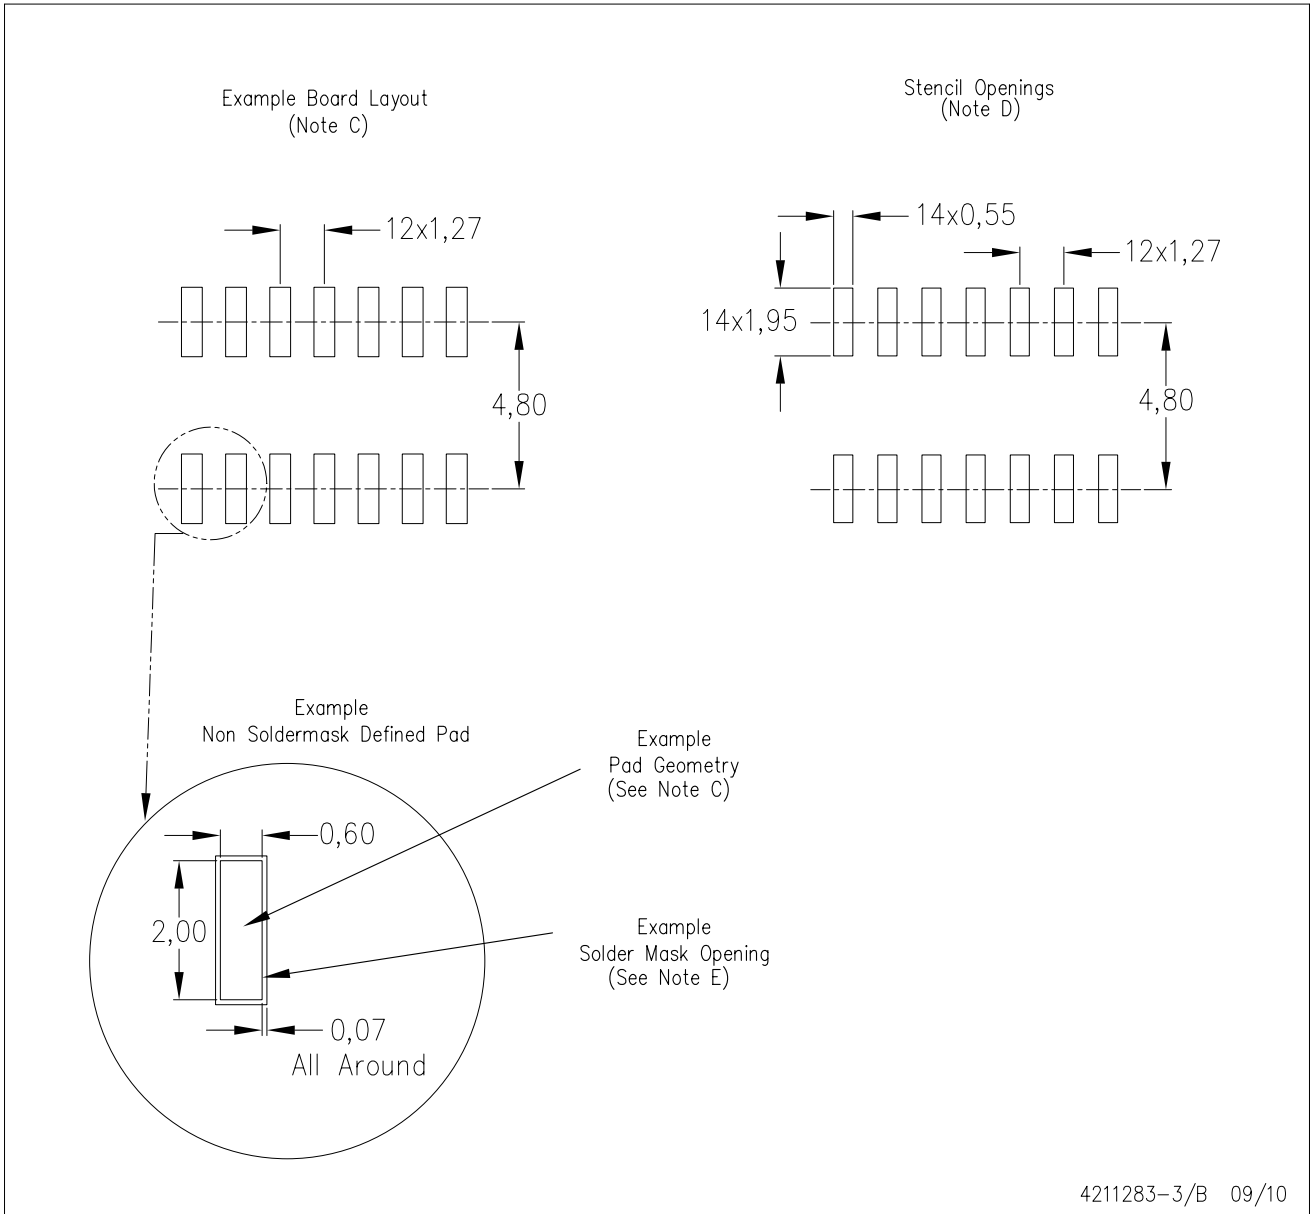 Example Board Layout
(Note C)
Stencil Openings
(Note D)
12x1,27
4,80
14x0,55
12x1,27
14x1,95
4,80
Example
Non Soldermask Defined Pad
Example
Pad Geometry
(See Note C)
0,60
2,00
Example
Solder Mask Opening
(See Note E)
0,07
All Around
4211283-3/B 09/10